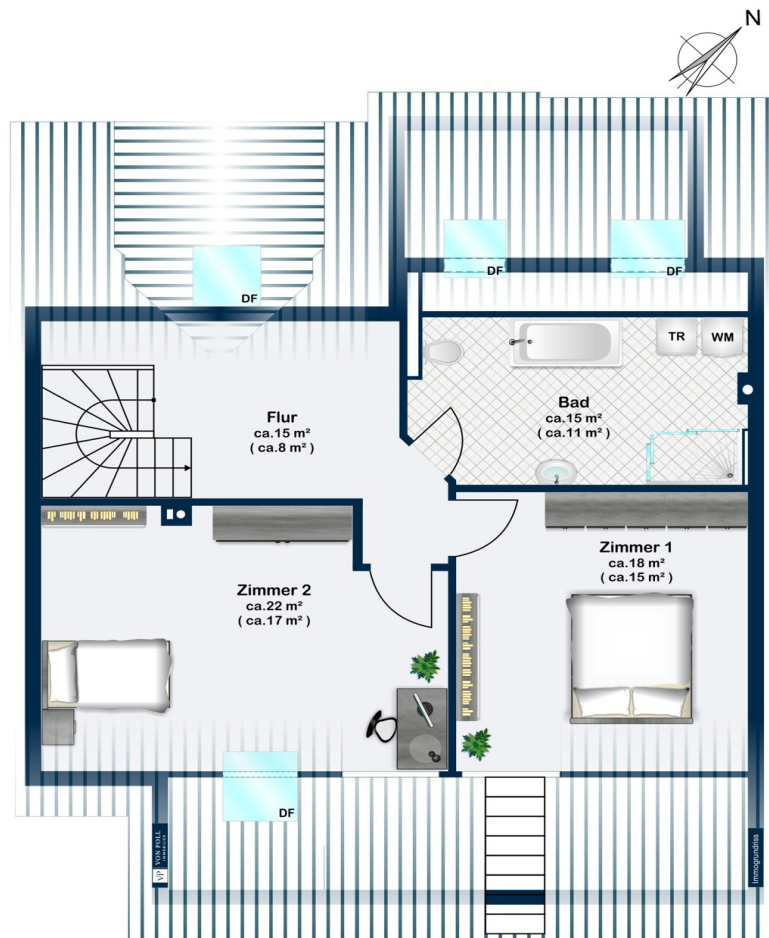 N
DF
DF
DF
TR
WM
Flur
ca.15 m²
( ca.8 m² )
Bad
ca.15 m²
( ca.11 m² )
Zimmer 1
ca.18 m²
( ca.15 m² )
Zimmer 2
ca.22 m²
( ca.17 m² )
DF
VP VON POLL
IMMOBILIEN
Immogrundriss